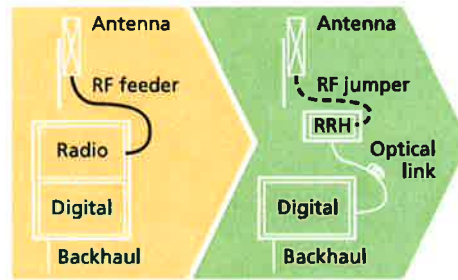 Antenna
RF feeder
Radio
Digital
Backhaul
Antenna
RF jumper
RRH
Optical
link
Digital
Backhaul